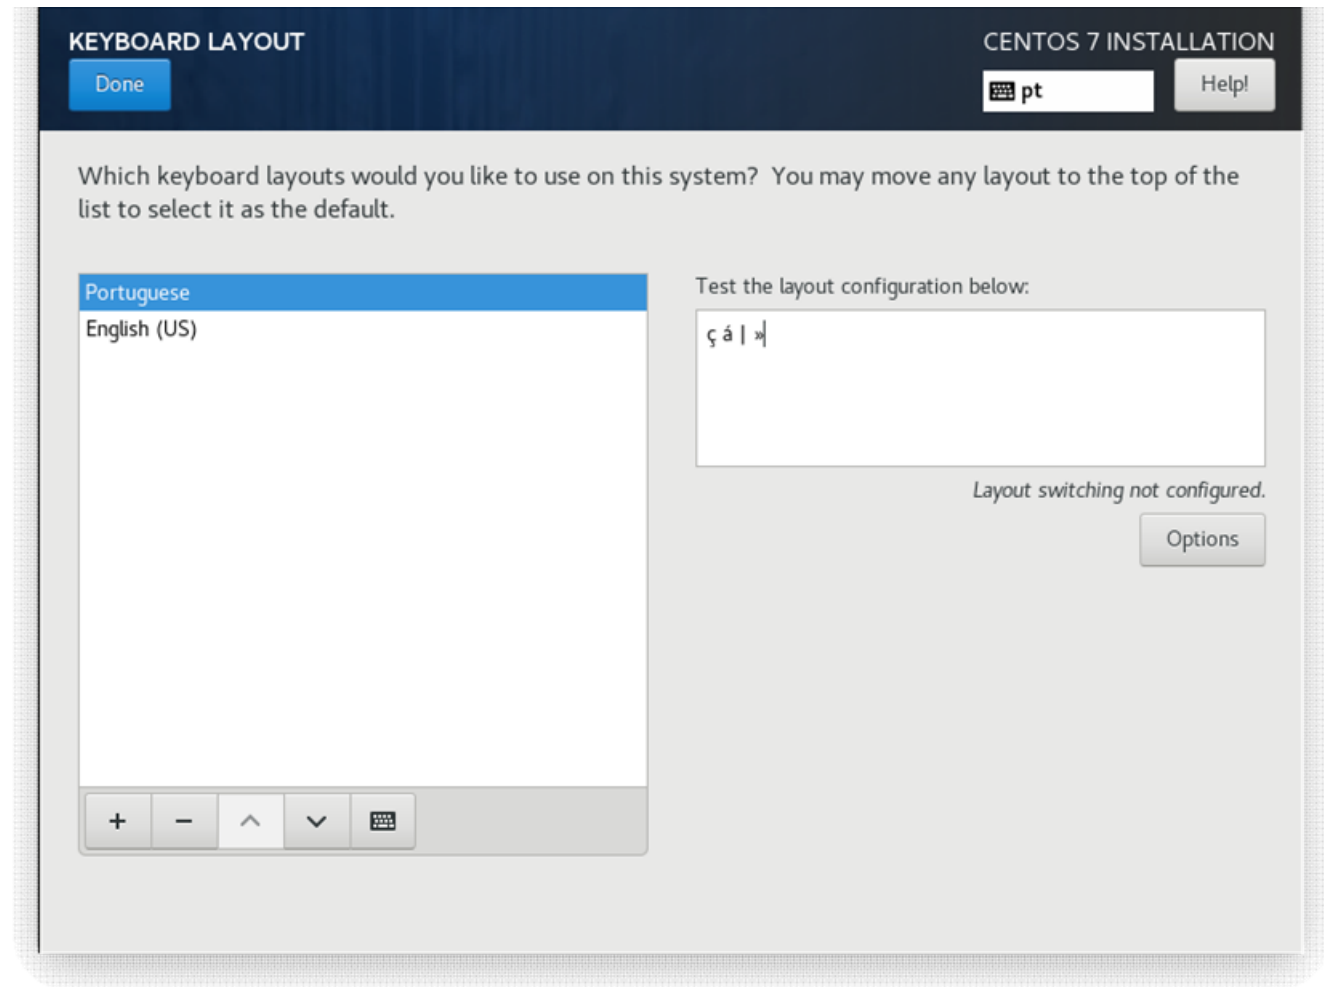 KEYBOARD LAYOUT
CENTOS 7 INSTALLATION
Done
pt
Help!
Which keyboard layouts would you like to use on this system? You may move any layout to the top of the
list to select it as the default.
Portuguese
English (US)
Test the layout configuration below:
ç á | »
Layout switching not configured.
Options